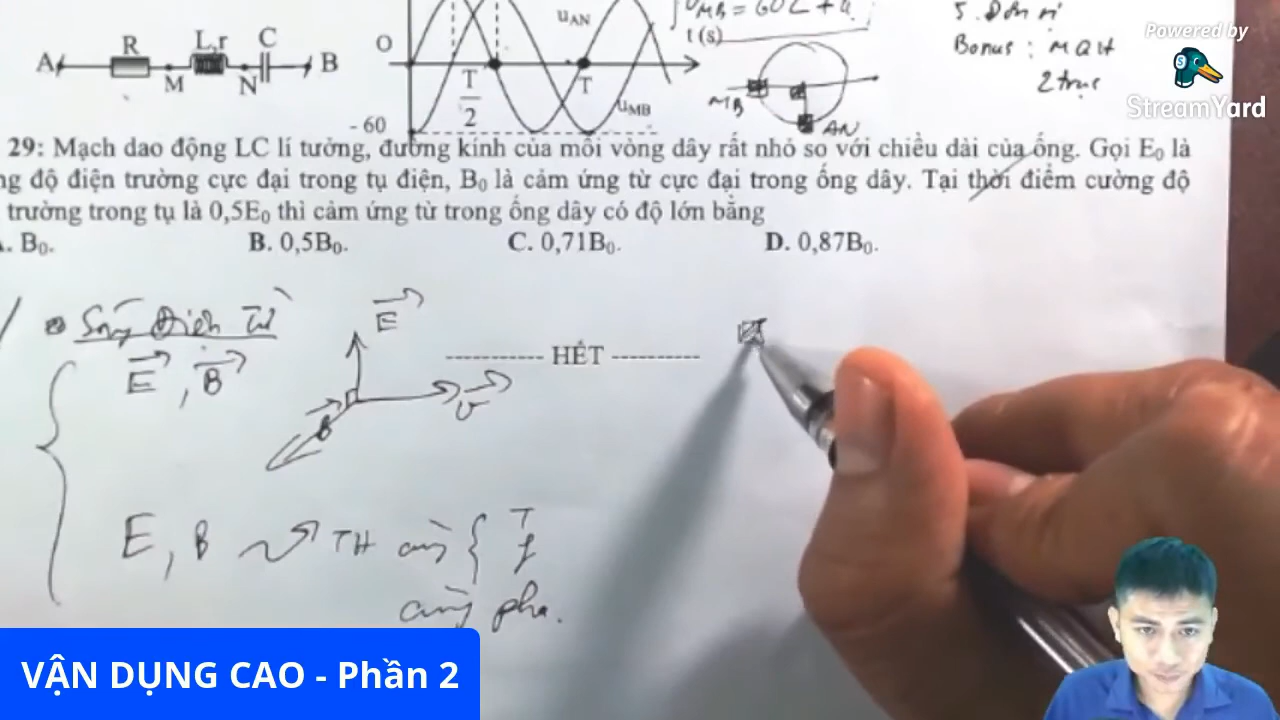 u_MB = 60
5. Đơn vị
Powered by
Bonus : MQH
2 trục
StreamYard
u_AN
t (s)
O
A
R
L,r
C
B
M
N
T
2
T
u_MB
- 60
MB
AN
29: Mạch dao động LC lí tưởng, đường kính của mỗi vòng dây rất nhỏ so với chiều dài của ống. Gọi E₀ là
ng độ điện trường cực đại trong tụ điện, B₀ là cảm ứng từ cực đại trong ống dây. Tại thời điểm cường độ
trường trong tụ là 0,5E₀ thì cảm ứng từ trong ống dây có độ lớn bằng
. B₀.
B. 0,5B₀.
C. 0,71B₀.
D. 0,87B₀.
Sóng Điện Từ
E, B
E
v
B
----------- HẾT ----------
E, B
TH cùng { T
f
cùng pha.
VẬN DỤNG CAO - Phần 2